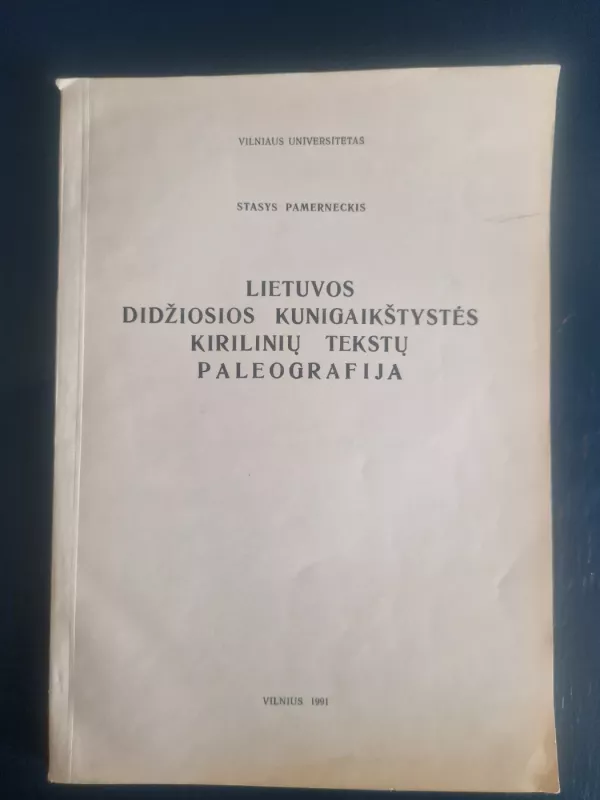 VILNIAUS UNIVERSITETAS
STASYS PAMERNECKIS
LIETUVOS
DIDŽIOSIOS KUNIGAIKŠTYSTĖS
KIRILINIŲ TEKSTŲ
PALEOGRAFIJA
VILNIUS 1991